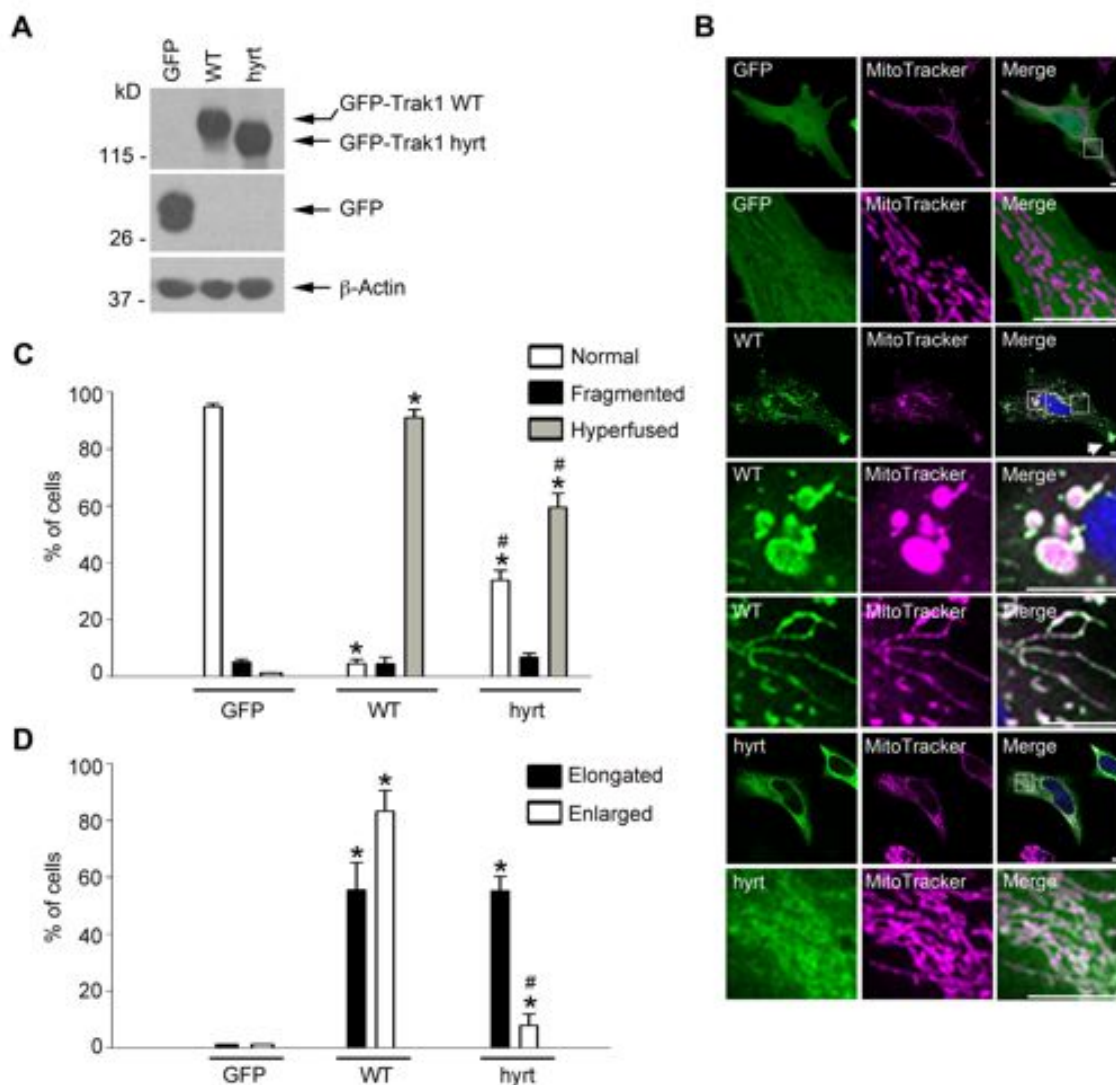 A
GFP
WT
hyrt
kD
GFP-Trak1 WT
GFP-Trak1 hyrt
115 -
GFP
26 -
β-Actin
37 -
B
GFP MitoTracker Merge
GFP MitoTracker Merge
WT MitoTracker Merge
WT MitoTracker Merge
WT MitoTracker Merge
hyrt MitoTracker Merge
hyrt MitoTracker Merge
C
Normal
Fragmented
Hyperfused
% of cells
100
80
60
40
20
0
*
*
#
*
#
*
GFP WT hyrt
D
Elongated
Enlarged
% of cells
100
80
60
40
20
0
*
*
*
#
*
GFP WT hyrt